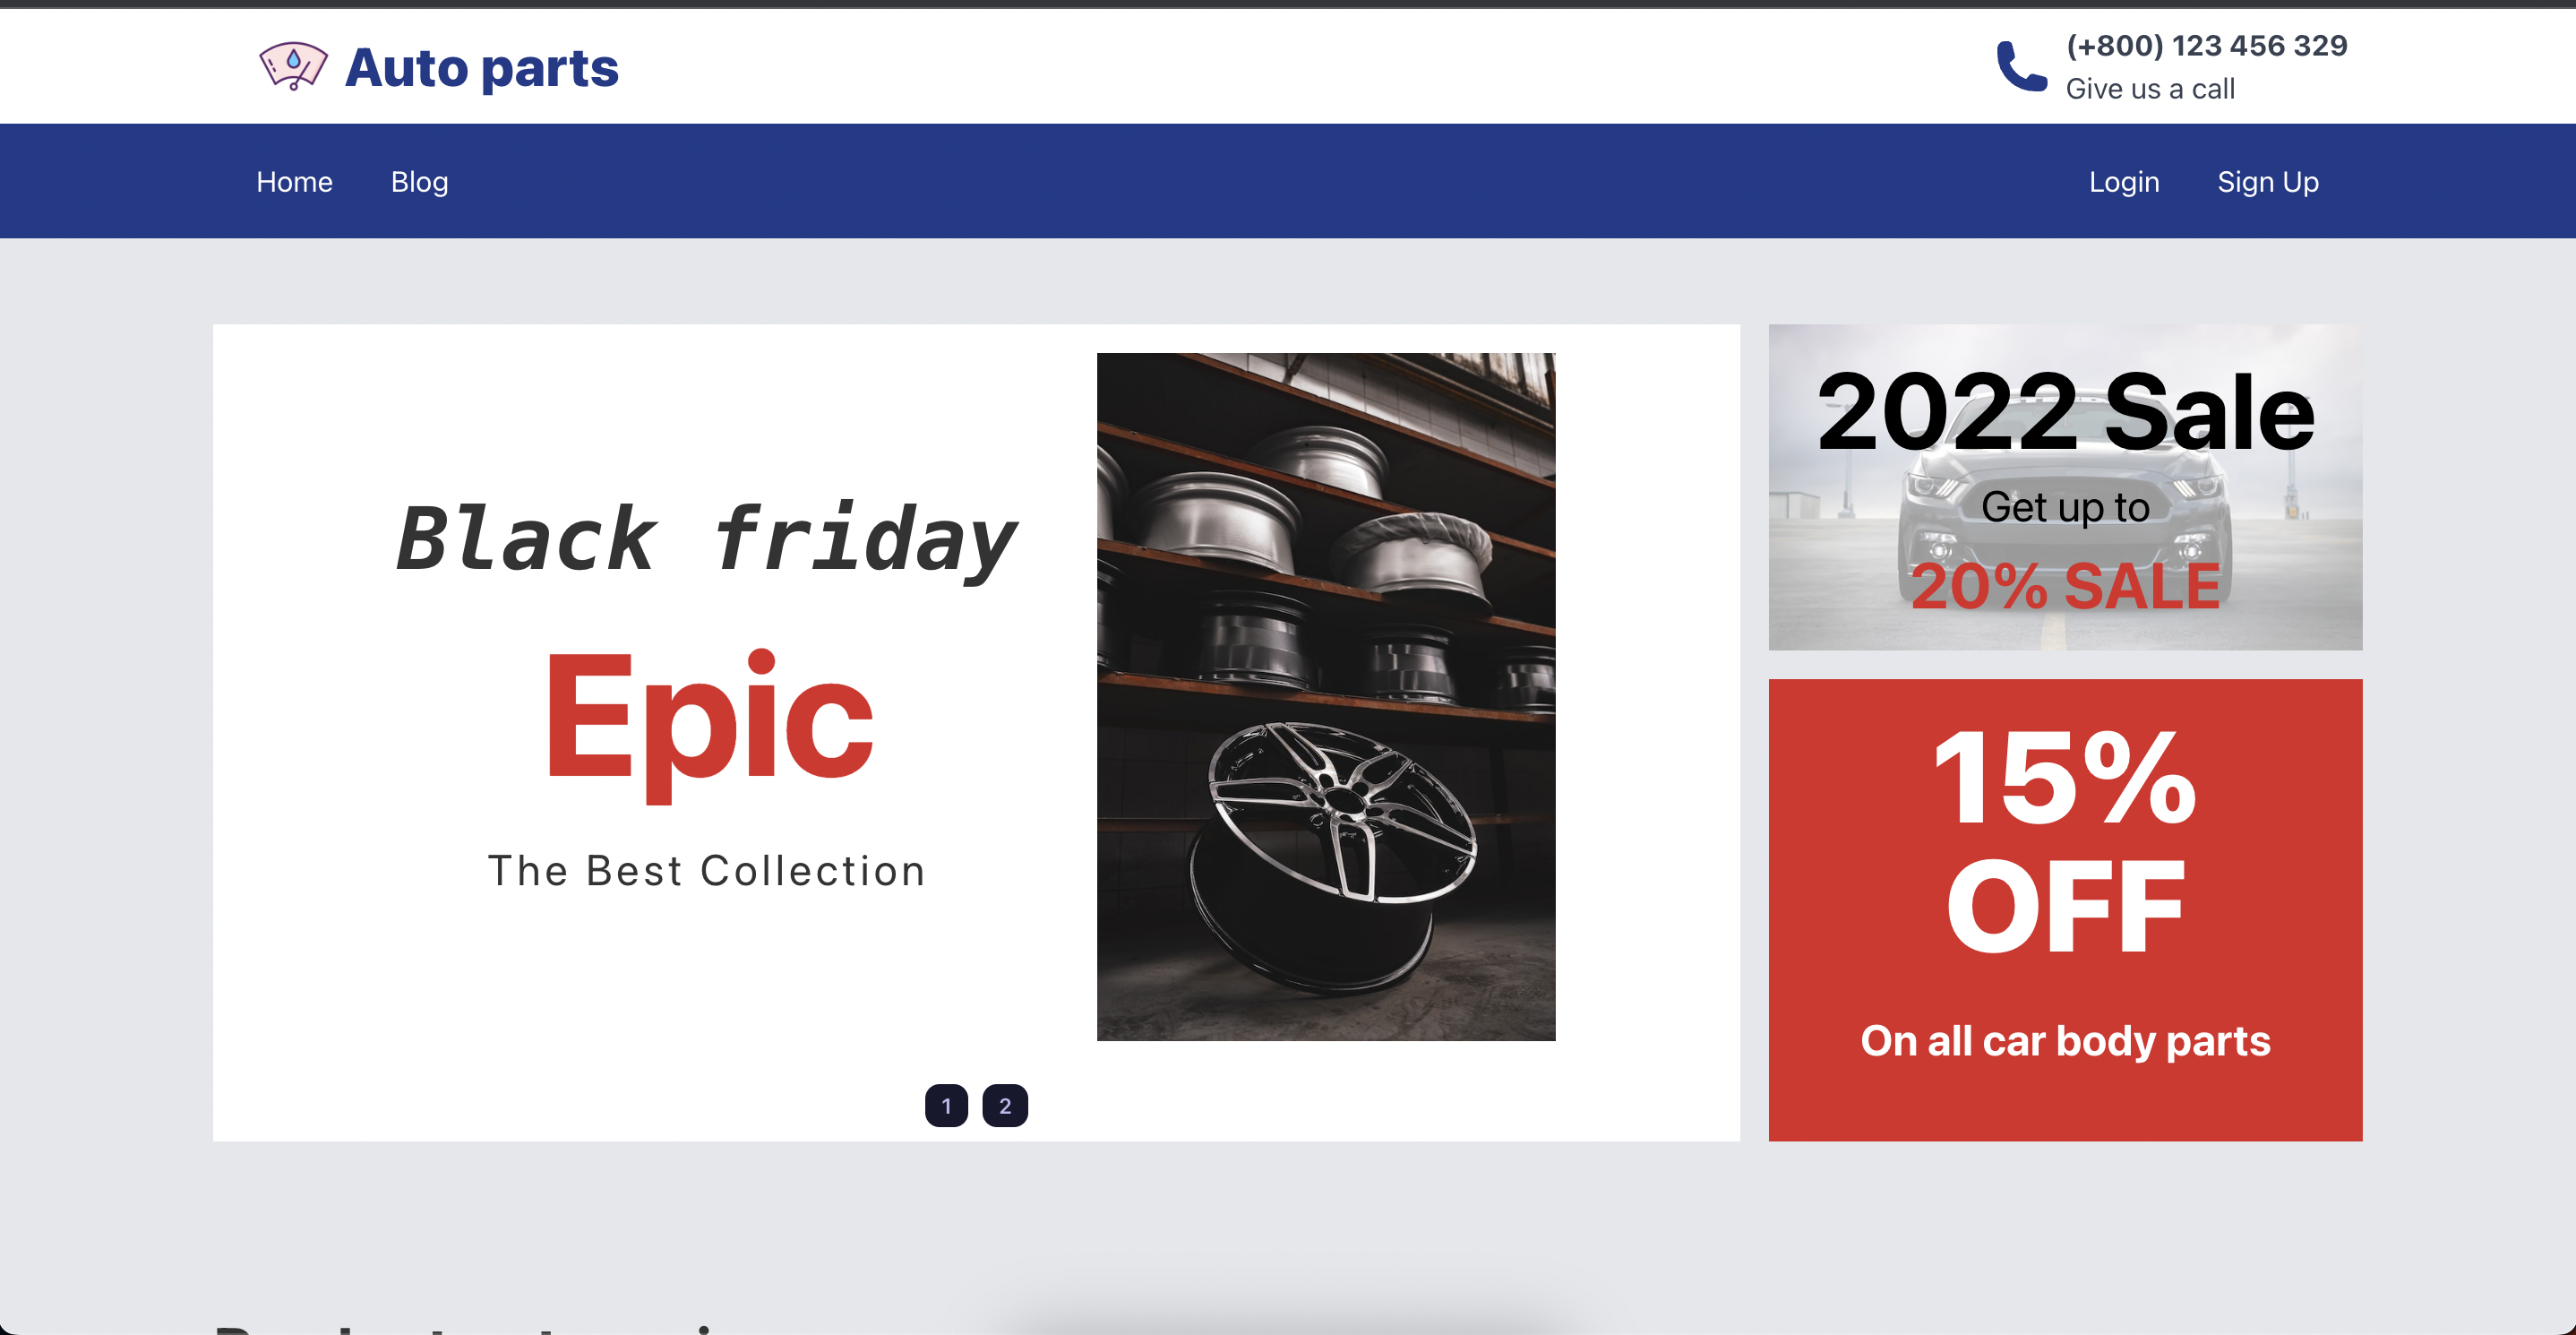 Auto parts
(+800) 123 456 329
Give us a call
Home
Blog
Login
Sign Up
Black friday
Epic
The Best Collection
1
2
2022 Sale
Get up to
20% SALE
15%
OFF
On all car body parts